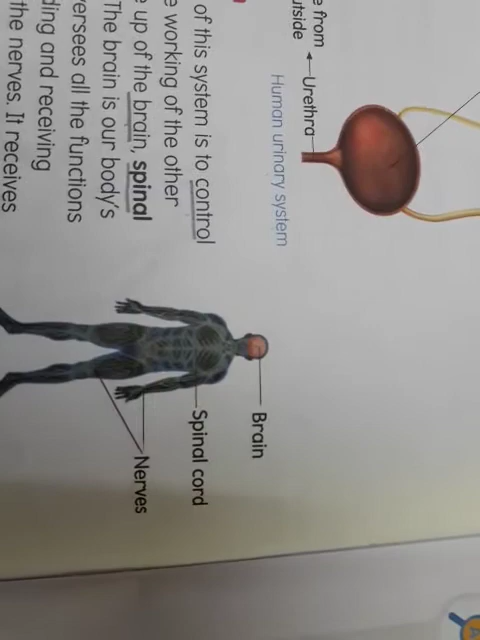 e from
utside
Urethra
Human urinary system
of this system is to control
e working of the other
e up of the brain, spinal
The brain is our body's
versees all the functions
ding and receiving
the nerves. It receives
Brain
Spinal cord
Nerves